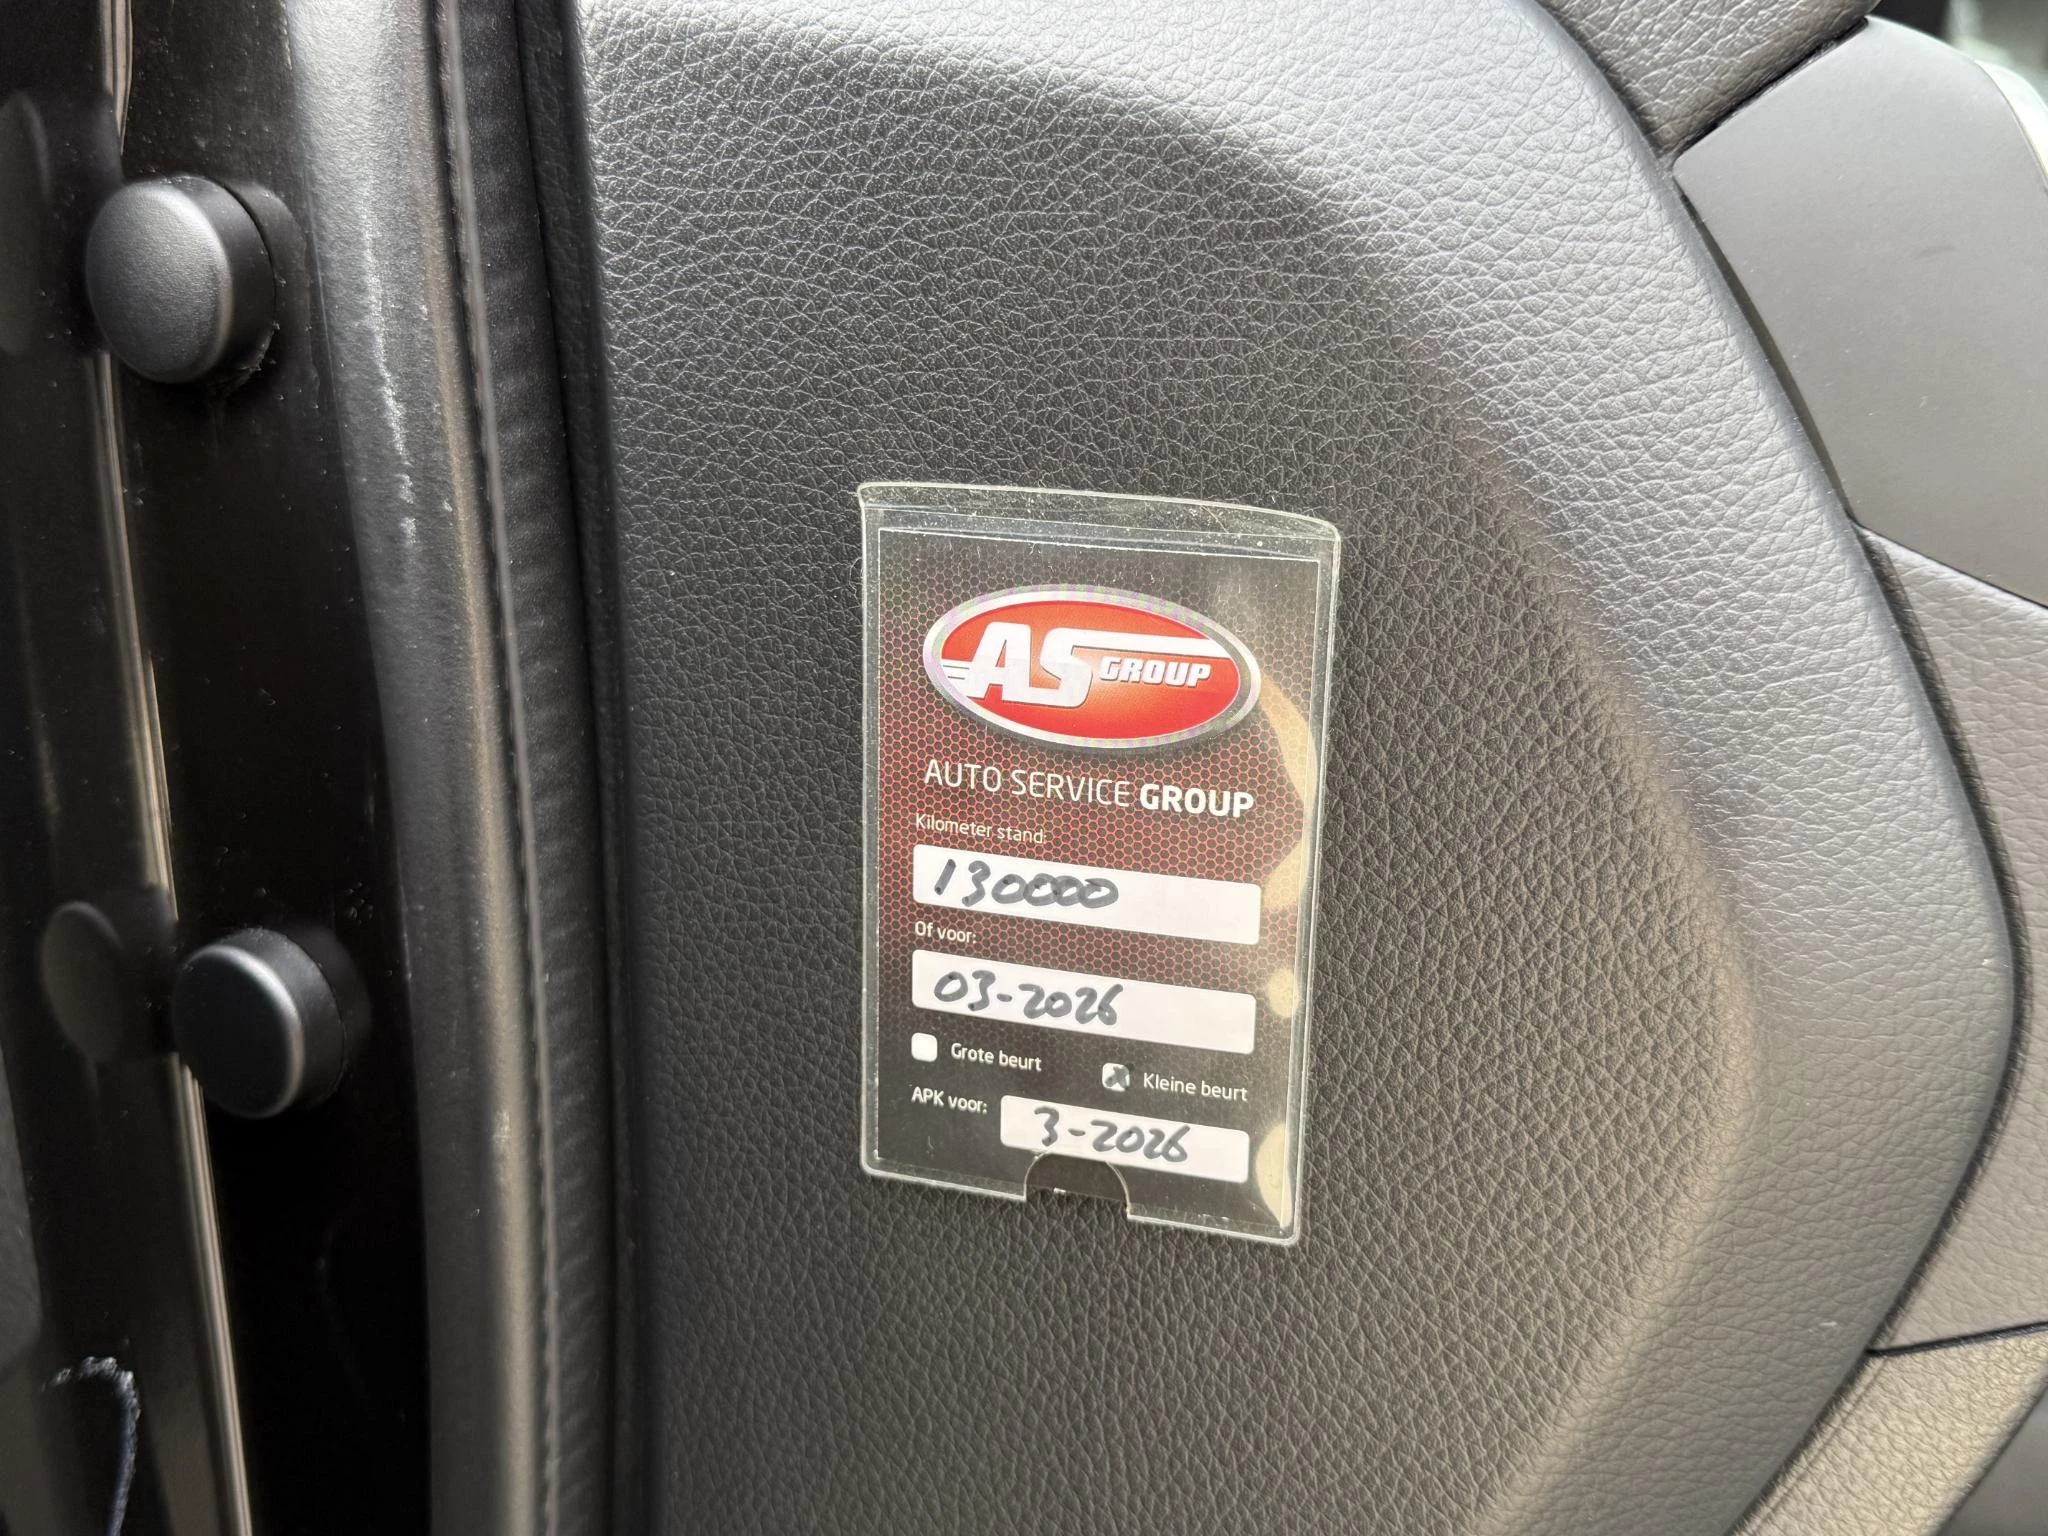 AS GROUP
AUTO SERVICE GROUP
Kilometer stand:
130000
Of voor:
03-2026
Grote beurt
Kleine beurt
APK voor:
3-2026